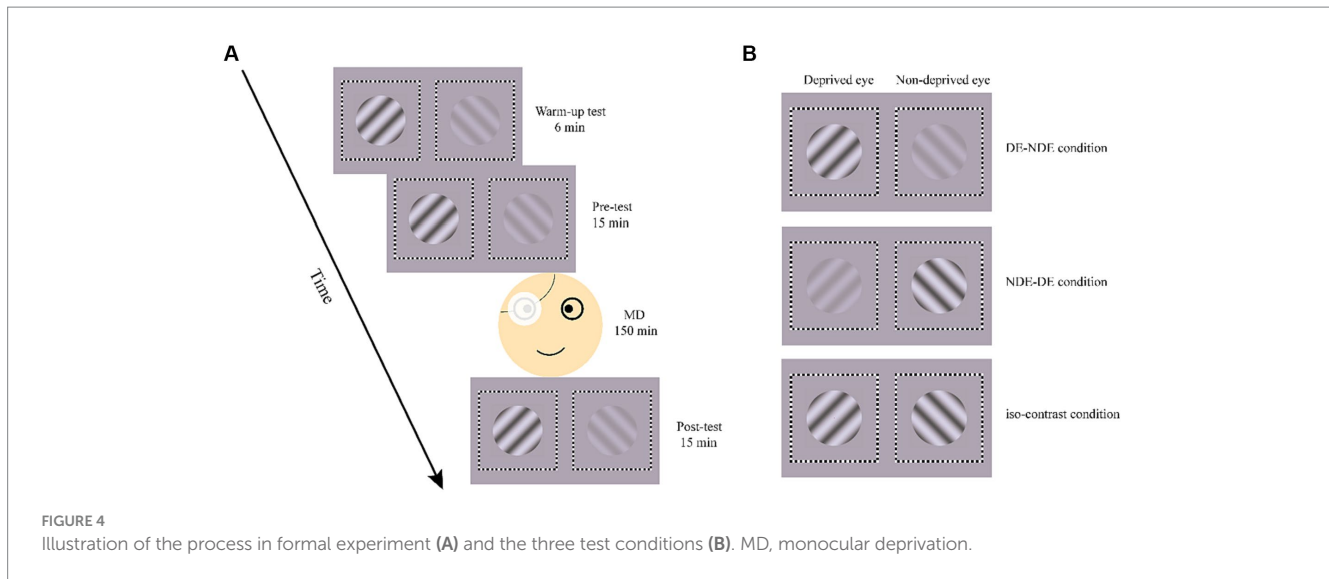 A
Warm-up test
6 min
Pre-test
15 min
Time
MD
150 min
Post-test
15 min
B
Deprived eye Non-deprived eye
DE-NDE condition
NDE-DE condition
iso-contrast condition
FIGURE 4
Illustration of the process in formal experiment (A) and the three test conditions (B). MD, monocular deprivation.